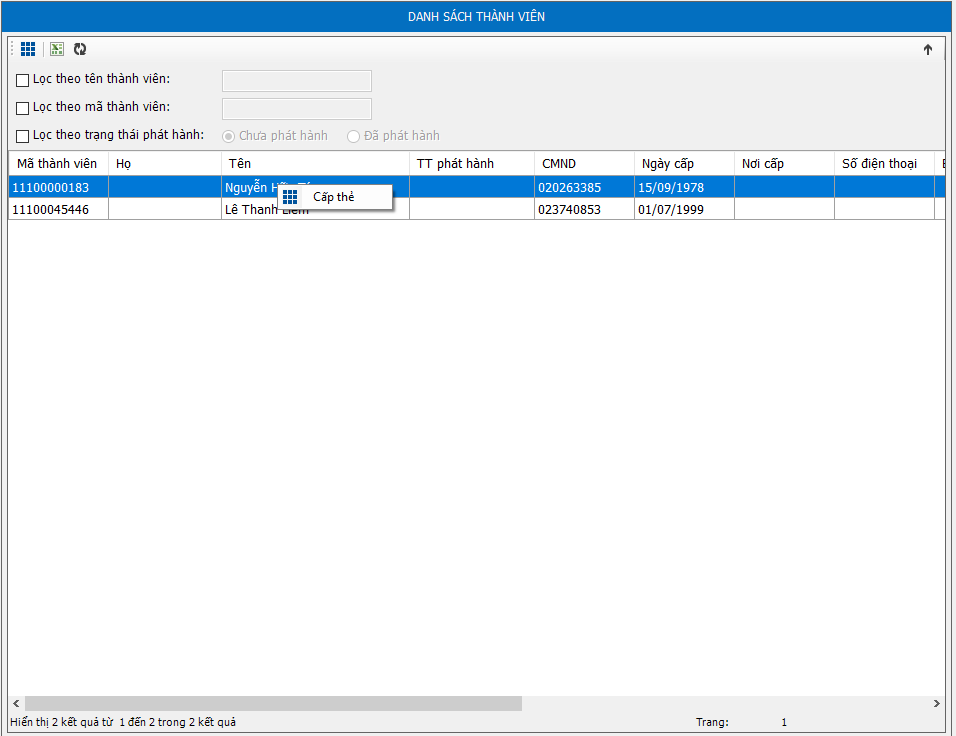 DANH SÁCH THÀNH VIÊN
Lọc theo tên thành viên:
Lọc theo mã thành viên:
Lọc theo trạng thái phát hành: Chưa phát hành Đã phát hành
Mã thành viên Họ Tên TT phát hành CMND Ngày cấp Nơi cấp Số điện thoại
11100000183 Nguyễn 020263385 15/09/1978
Cấp thẻ
11100045446 Lê Thanh Liêm 023740853 01/07/1999
Hiển thị 2 kết quả từ 1 đến 2 trong 2 kết quả Trang: 1